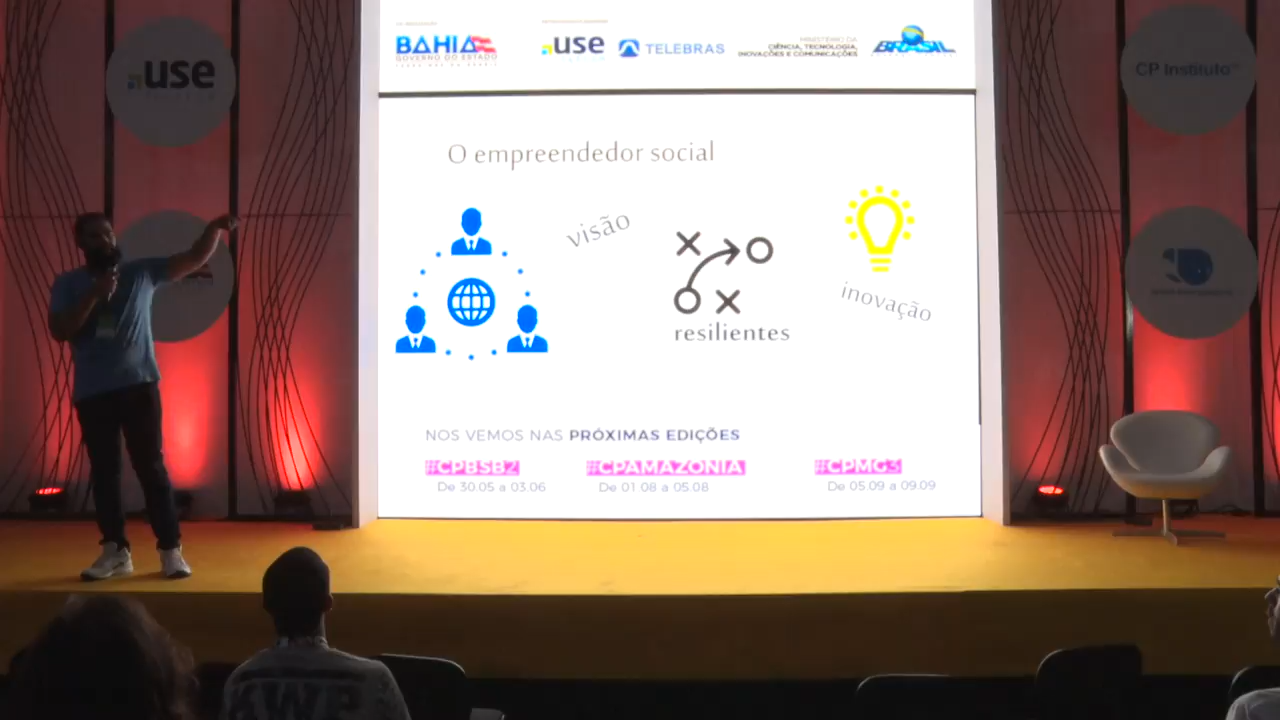 BAHIA
GOVERNO DO ESTADO
use
TELEBRAS
MINISTÉRIO DA
CIÊNCIA, TECNOLOGIA,
INOVAÇÕES E COMUNICAÇÕES
BRASIL
use
CP Instituto
O empreendedor social
visão
resilientes
inovação
NOS VEMOS NAS PRÓXIMAS EDIÇÕES
#CPBSB2
#CPAMAZONIA
#CPMG3
De 30.05 a 03.06
De 01.08 a 05.08
De 05.09 a 09.09
KWP